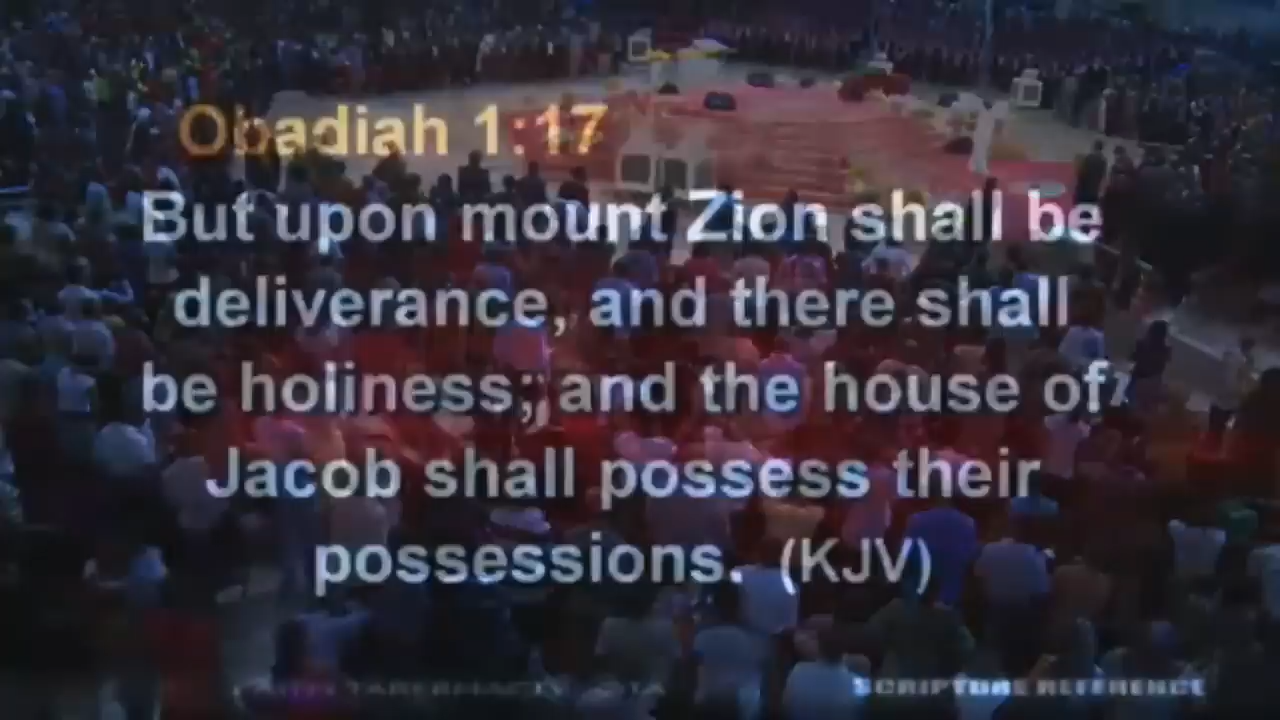 Obadiah 1:17
But upon mount Zion shall be
deliverance, and there shall
be holiness; and the house of
Jacob shall possess their
possessions. (KJV)
SCRIPTURE REFERENCE